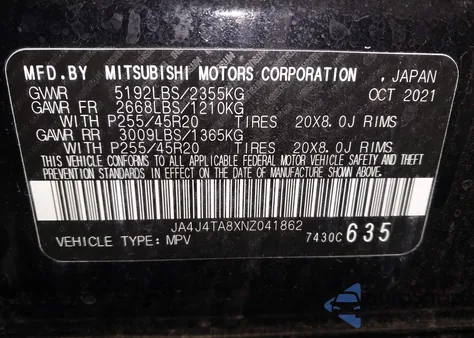 MFD.BY MITSUBISHI MOTORS CORPORATION , JAPAN
GVWR 5192LBS/2355KG OCT 2021
GAWR FR 2668LBS/1210KG
WITH P255/45R20 TIRES 20X8.0J RIMS
GAWR RR 3009LBS/1365KG
WITH P255/45R20 TIRES 20X8.0J RIMS
THIS VEHICLE CONFORMS TO ALL APPLICABLE FEDERAL MOTOR VEHICLE SAFETY AND THEFT
PREVENTION STANDARDS IN EFFECT ON THE DATE OF MANUFACTURE SHOWN ABOVE.
JA4J4TA8XNZ041862
VEHICLE TYPE: MPV 7430C 635